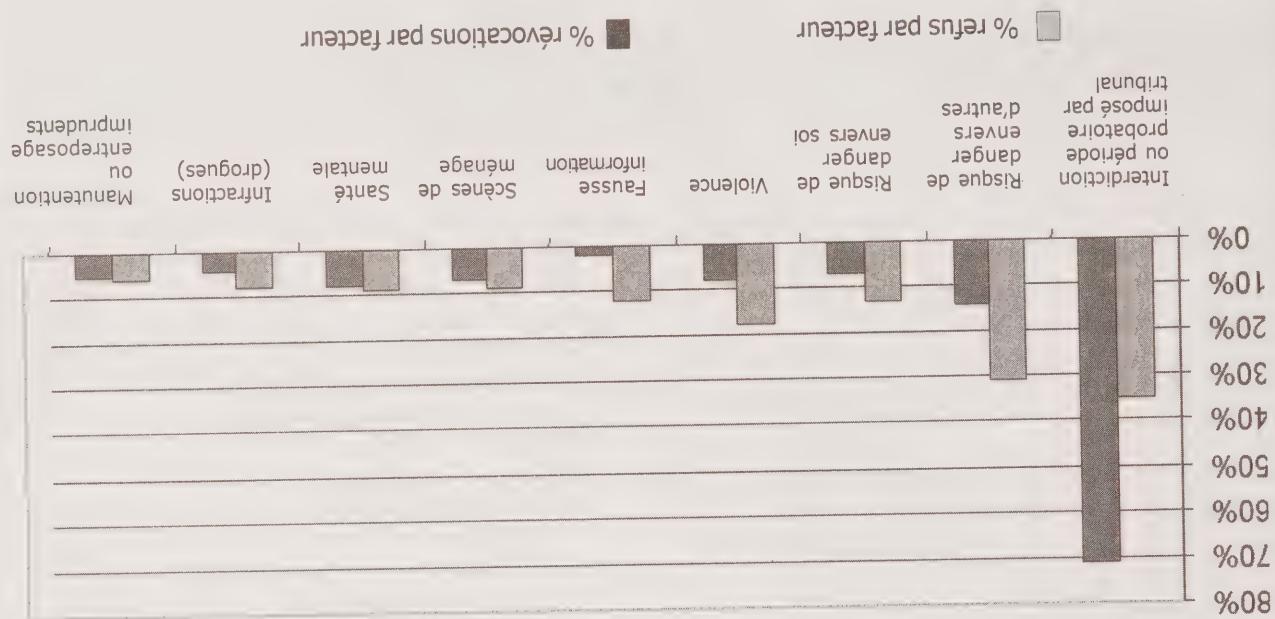 80%
70%
60%
50%
40%
30%
20%
10%
0%
Interdiction
ou période
probatoire
imposé par
tribunal
Risque de
danger
envers
d'autres
Risque de
danger
envers soi
Violence
Fausse
information
Scènes de
ménage
Santé
mentale
Infractions
(drogues)
Manutention
ou
entreposage
imprudents
% refus par facteur
% révocations par facteur